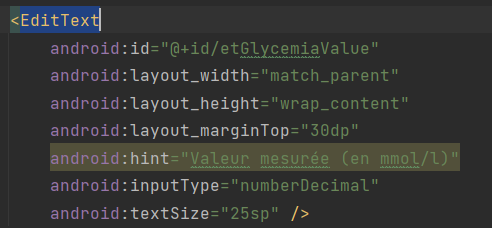 <EditText
android:id="@+id/etGlycemiaValue"
android:layout_width="match_parent"
android:layout_height="wrap_content"
android:layout_marginTop="30dp"
android:hint="Valeur mesurée (en mmol/l)"
android:inputType="numberDecimal"
android:textSize="25sp" />